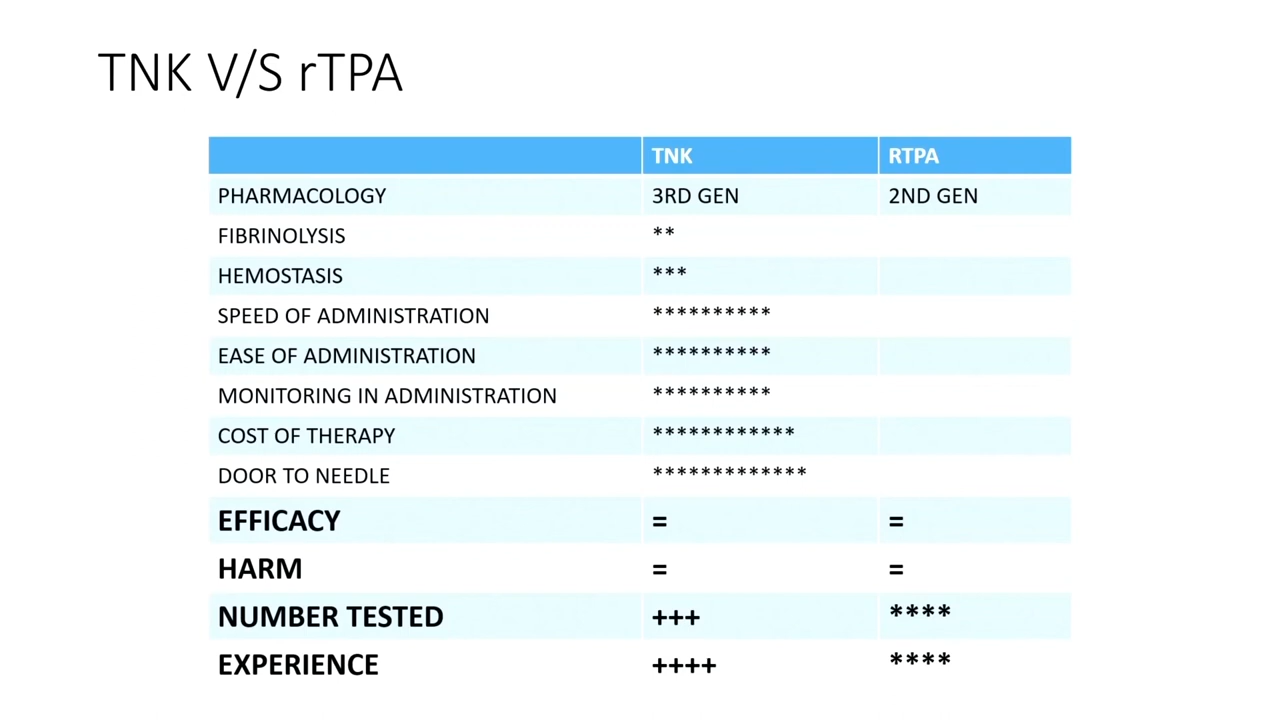 TNK V/S rTPA
TNK RTPA
PHARMACOLOGY 3RD GEN 2ND GEN
FIBRINOLYSIS **
HEMOSTASIS ***
SPEED OF ADMINISTRATION **********
EASE OF ADMINISTRATION **********
MONITORING IN ADMINISTRATION **********
COST OF THERAPY ************
DOOR TO NEEDLE *************
EFFICACY = =
HARM = =
NUMBER TESTED +++ ****
EXPERIENCE ++++ ****